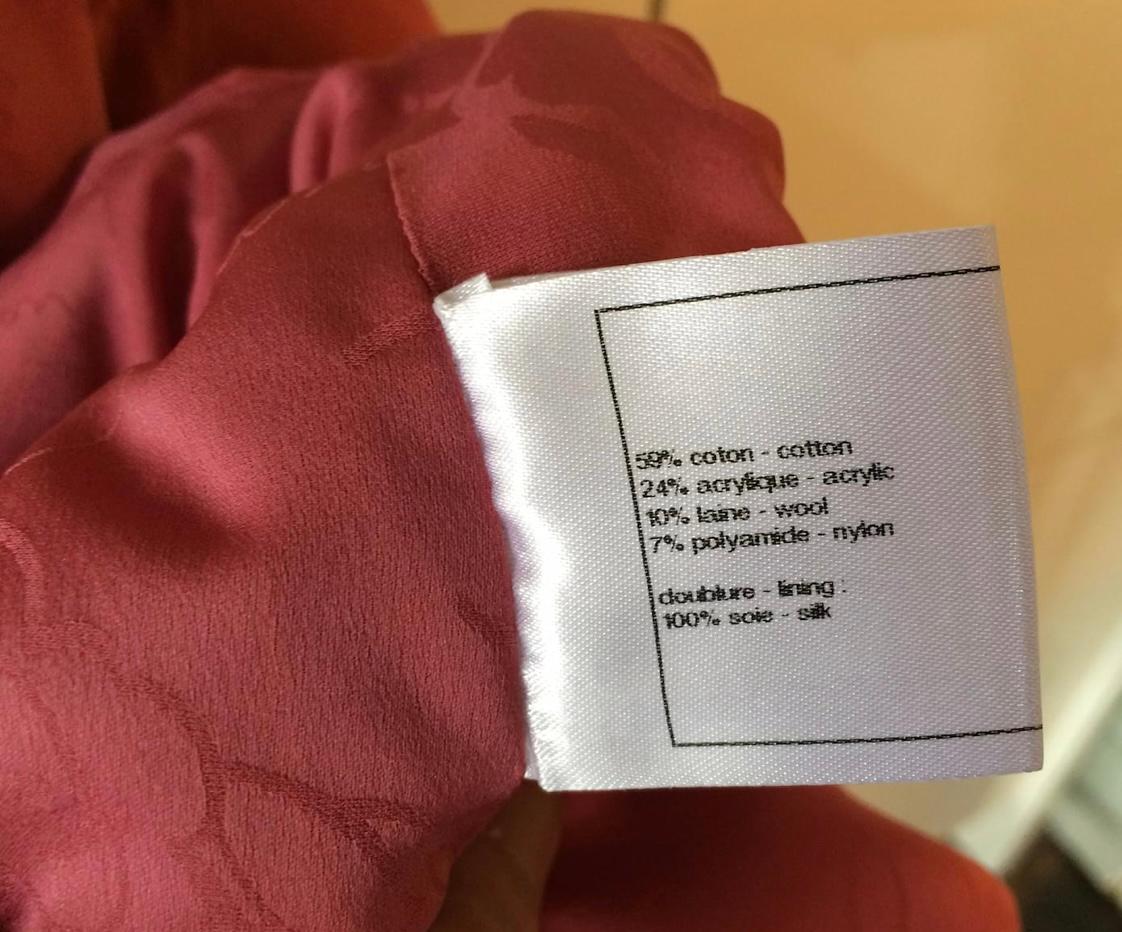 59% coton - cotton
24% acrylique - acrylic
10% laine - wool
7% polyamide - nylon
doublure - lining :
100% soie - silk